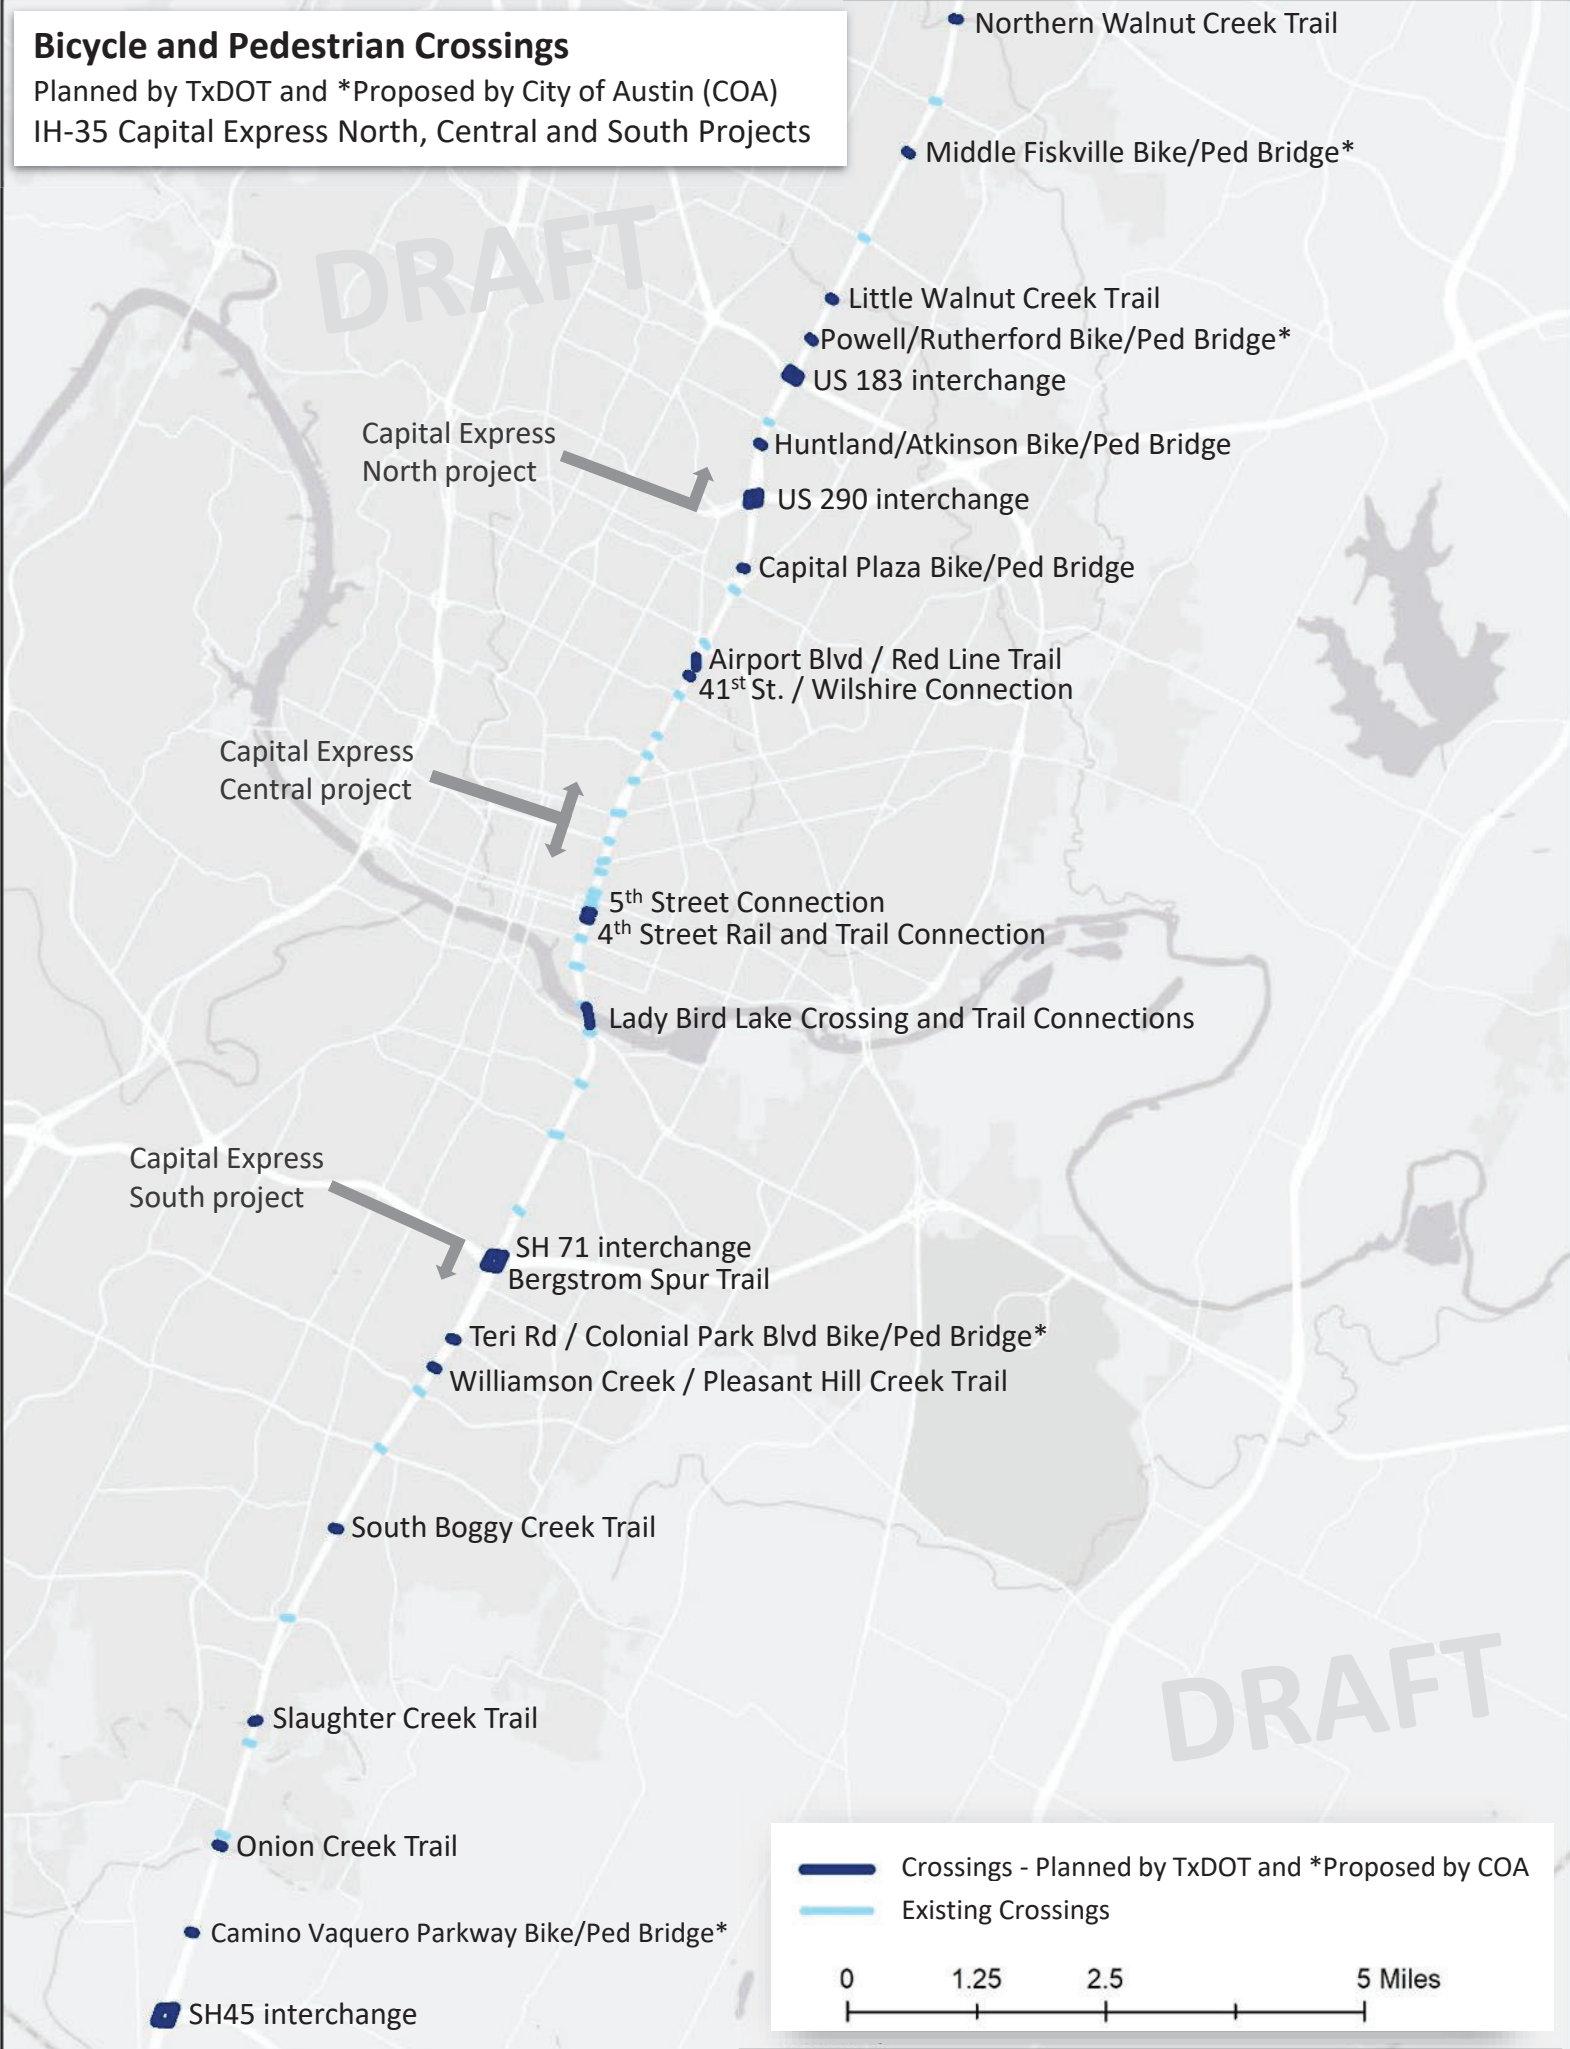 Bicycle and Pedestrian Crossings
Planned by TxDOT and *Proposed by City of Austin (COA)
IH-35 Capital Express North, Central and South Projects
Northern Walnut Creek Trail
Middle Fiskville Bike/Ped Bridge*
DRAFT
Little Walnut Creek Trail
Powell/Rutherford Bike/Ped Bridge*
US 183 interchange
Capital Express
North project
Huntland/Atkinson Bike/Ped Bridge
US 290 interchange
Capital Plaza Bike/Ped Bridge
Airport Blvd / Red Line Trail
41st St. / Wilshire Connection
Capital Express
Central project
5th Street Connection
4th Street Rail and Trail Connection
Lady Bird Lake Crossing and Trail Connections
Capital Express
South project
SH 71 interchange
Bergstrom Spur Trail
Teri Rd / Colonial Park Blvd Bike/Ped Bridge*
Williamson Creek / Pleasant Hill Creek Trail
South Boggy Creek Trail
Slaughter Creek Trail
DRAFT
Onion Creek Trail
Camino Vaquero Parkway Bike/Ped Bridge*
SH45 interchange
Crossings - Planned by TxDOT and *Proposed by COA
Existing Crossings
0 1.25 2.5 5 Miles